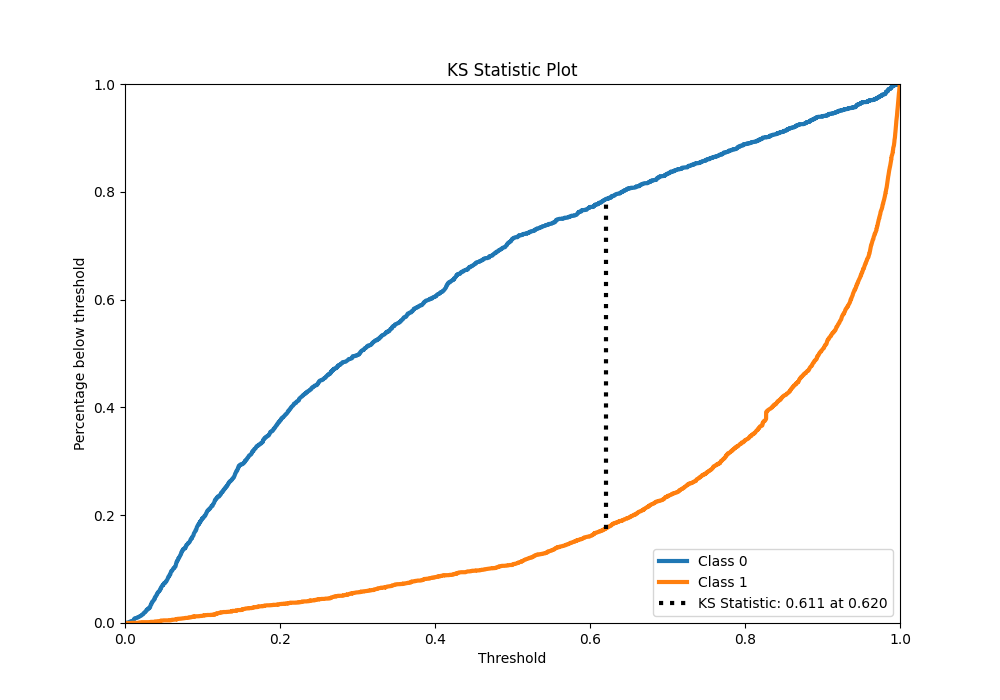 KS Statistic Plot
1.0
0.8
0.6
0.4
0.2
0.0
Percentage below threshold
0.0 0.2 0.4 0.6 0.8 1.0
Threshold
Class 0
Class 1
KS Statistic: 0.611 at 0.620